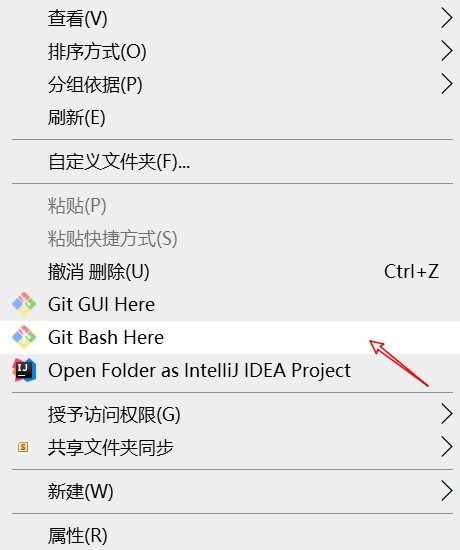 查看(V)
排序方式(O)
分组依据(P)
刷新(E)
自定义文件夹(F)...
粘贴(P)
粘贴快捷方式(S)
撤消 删除(U) Ctrl+Z
Git GUI Here
Git Bash Here
IJ Open Folder as IntelliJ IDEA Project
授予访问权限(G)
S 共享文件夹同步
新建(W)
属性(R)